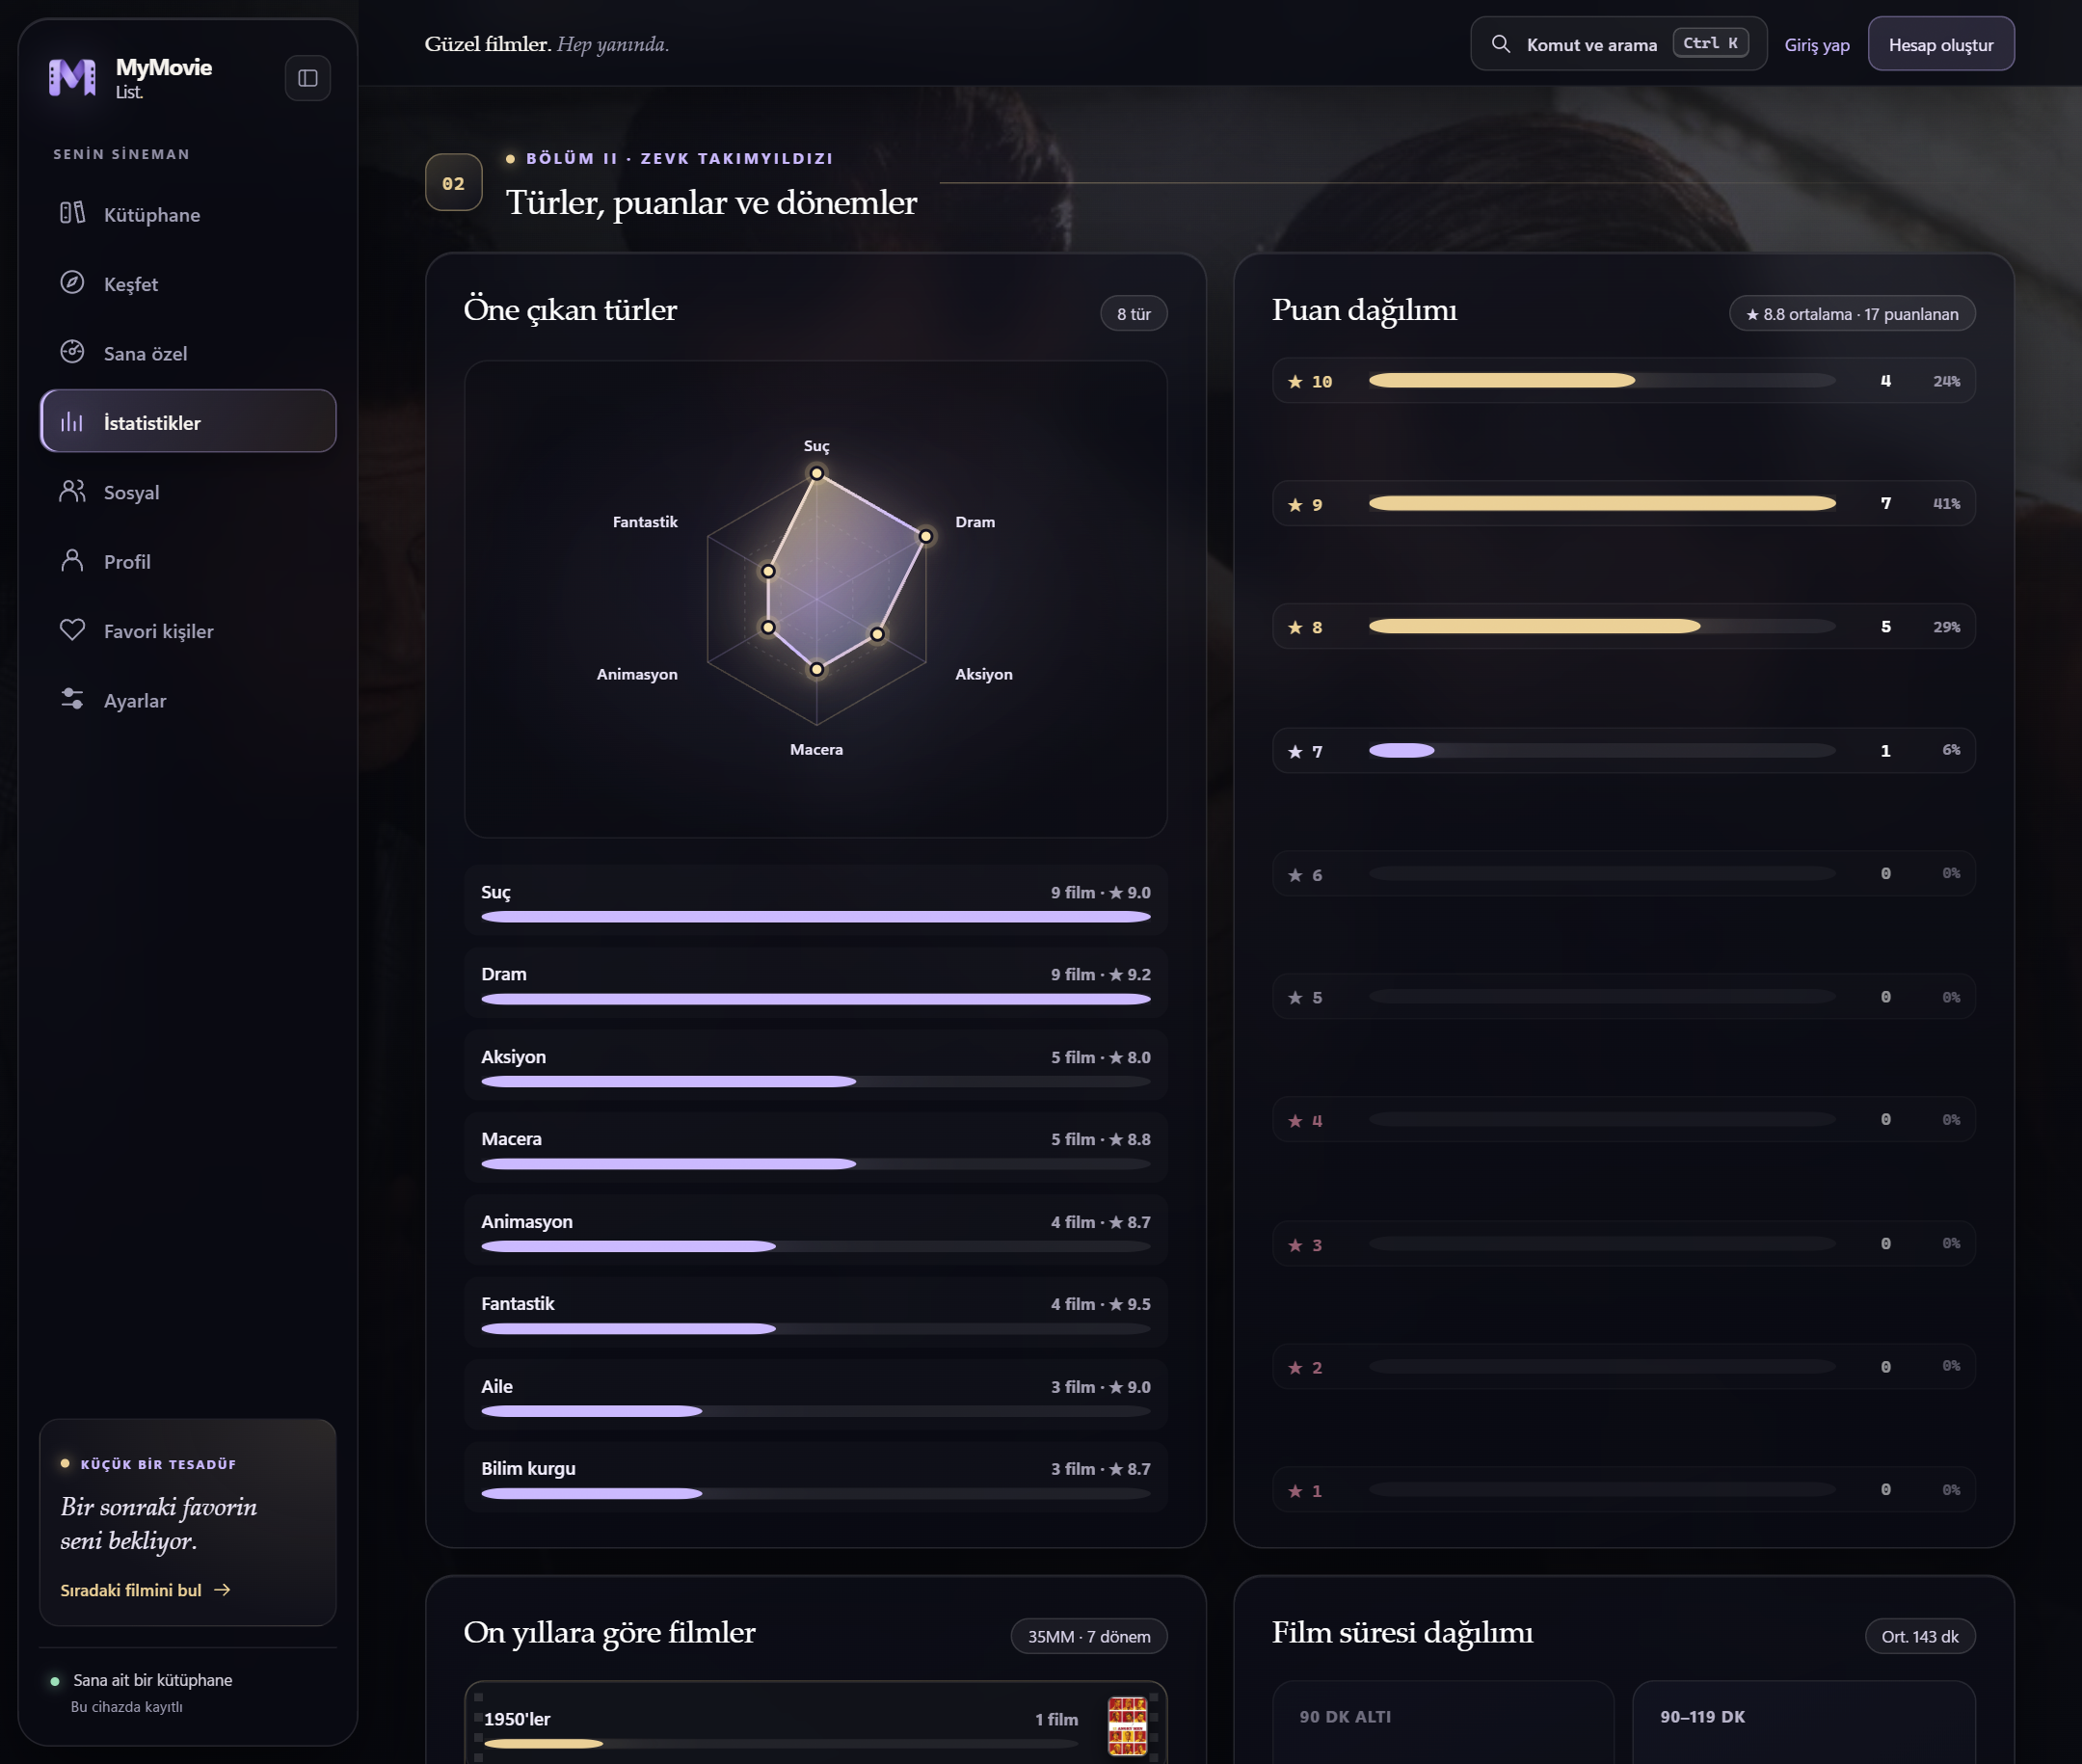 MyMovie
List.
SENİN SİNEMAN
Kütüphane
Keşfet
Sana özel
İstatistikler
Sosyal
Profil
Favori kişiler
Ayarlar
KÜÇÜK BİR TESADÜF
Bir sonraki favorin
seni bekliyor.
Sıradaki filmini bul →
Sana ait bir kütüphane
Bu cihazda kayıtlı
Güzel filmler. Hep yanında.
Komut ve arama Ctrl K
Giriş yap
Hesap oluştur
02
BÖLÜM II · ZEVK TAKIMYILDIZI
Türler, puanlar ve dönemler
Öne çıkan türler
8 tür
Suç
Fantastik
Dram
Animasyon
Aksiyon
Macera
Suç 9 film · ★ 9.0
Dram 9 film · ★ 9.2
Aksiyon 5 film · ★ 8.0
Macera 5 film · ★ 8.8
Animasyon 4 film · ★ 8.7
Fantastik 4 film · ★ 9.5
Aile 3 film · ★ 9.0
Bilim kurgu 3 film · ★ 8.7
Puan dağılımı
★ 8.8 ortalama · 17 puanlanan
★ 10 4 24%
★ 9 7 41%
★ 8 5 29%
★ 7 1 6%
★ 6 0 0%
★ 5 0 0%
★ 4 0 0%
★ 3 0 0%
★ 2 0 0%
★ 1 0 0%
On yıllara göre filmler
35MM · 7 dönem
1950'ler 1 film
Film süresi dağılımı
Ort. 143 dk
90 DK ALTI
90–119 DK